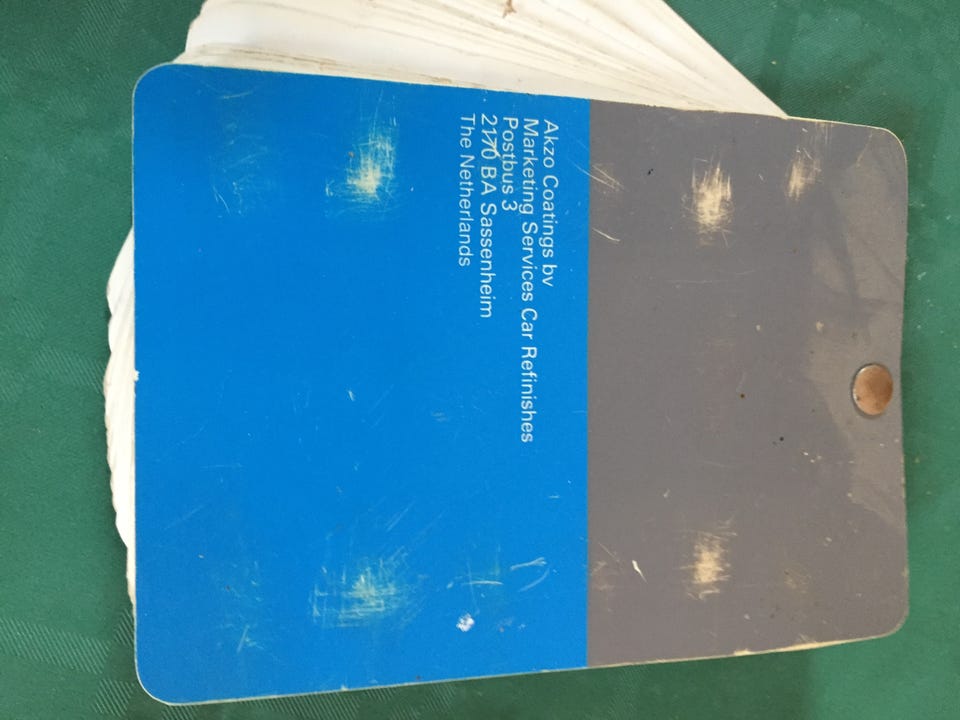 Akzo Coatings bv
Marketing Services Car Refinishes
Postbus 3
2170 BA Sassenheim
The Netherlands